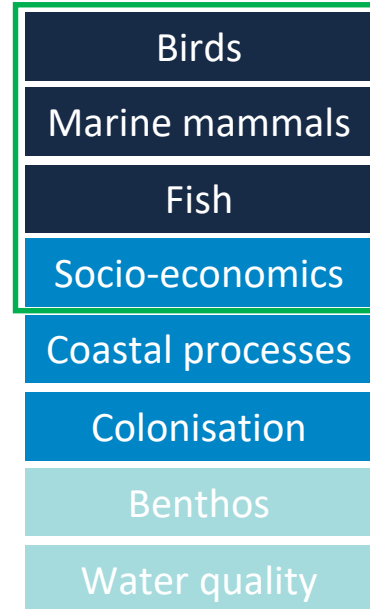 Birds
Marine mammals
Fish
Socio-economics
Coastal processes
Colonisation
Benthos
Water quality